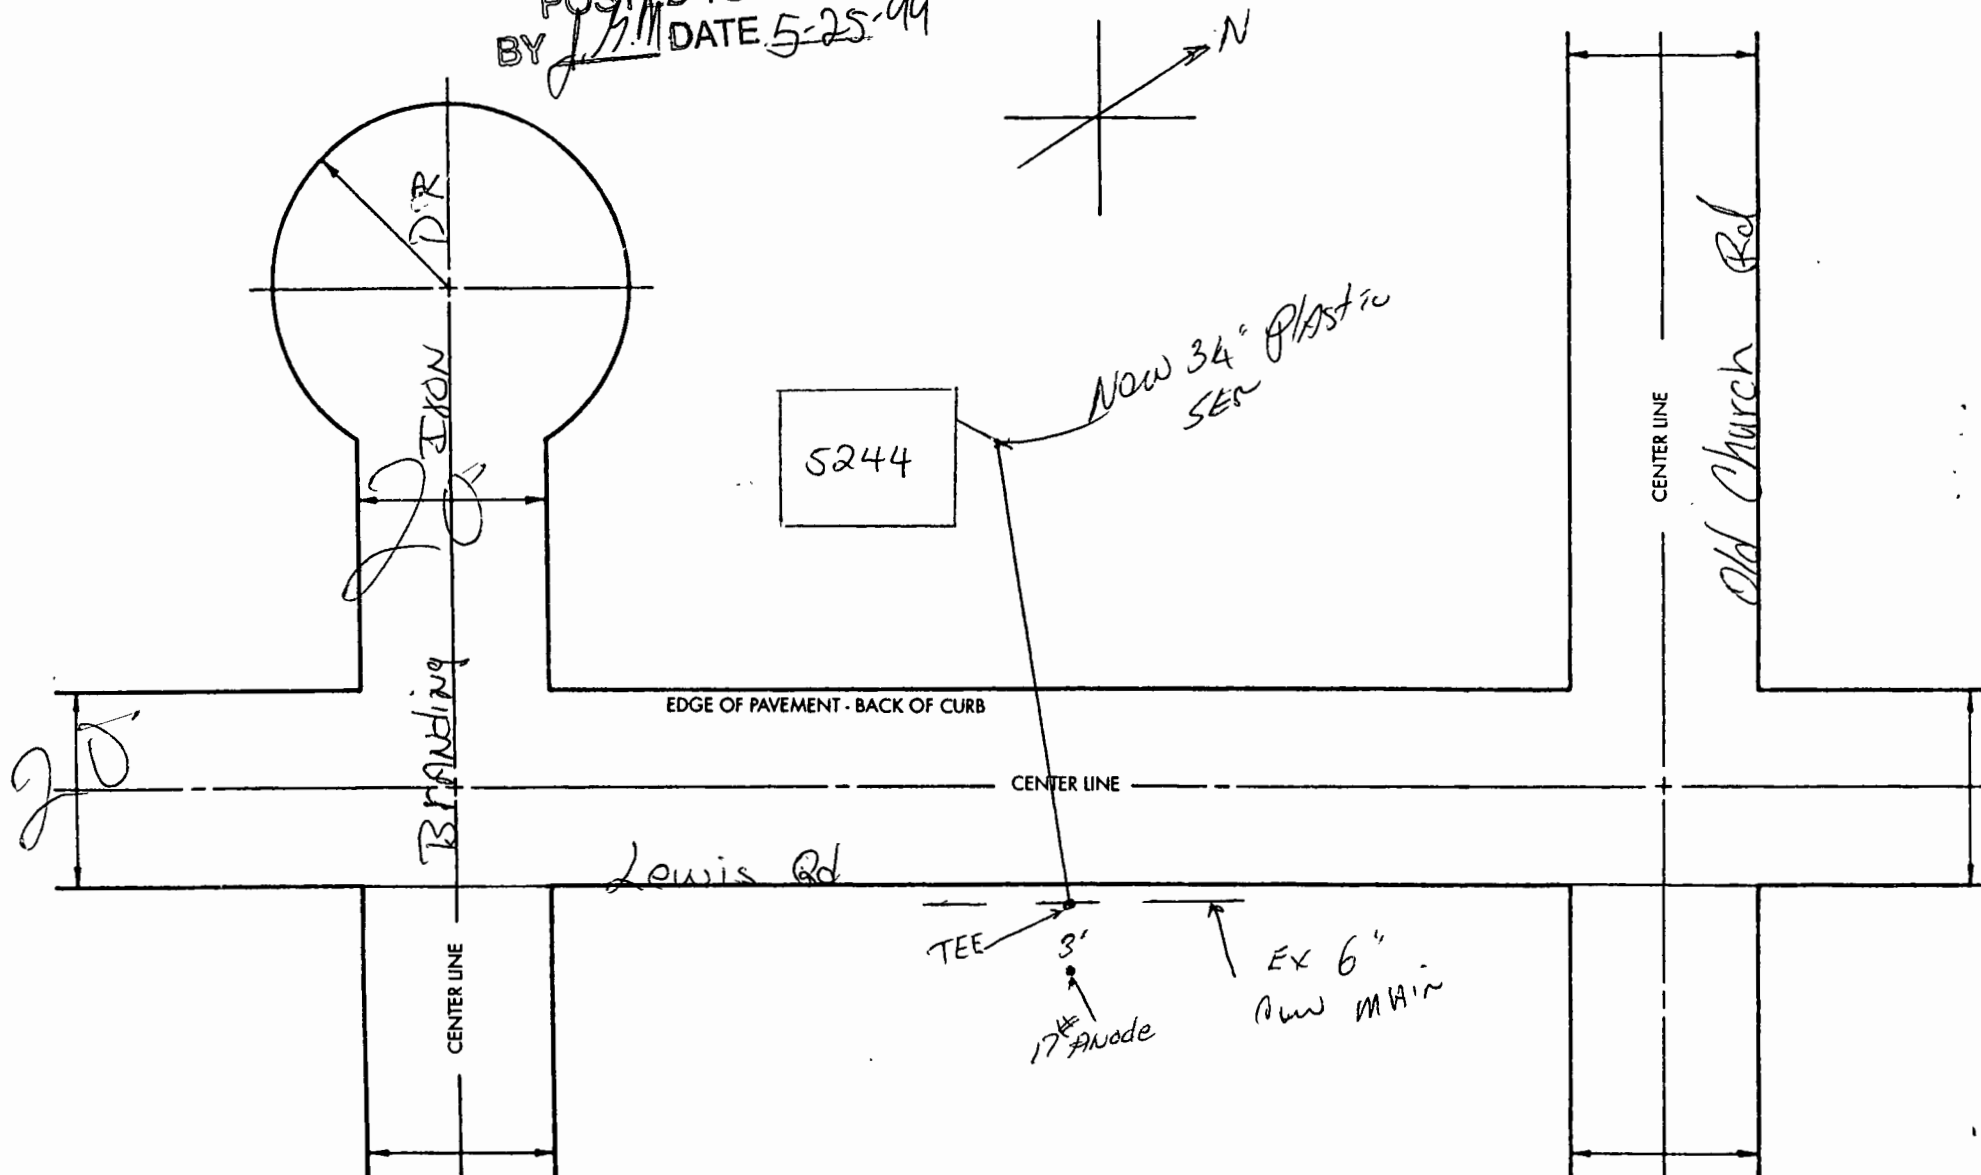 BY J.S.M DATE 5-25-99
N
Branding Iron DR
20'
5244
New 3/4" Plastic
SER
CENTER LINE
Old Church Rd
EDGE OF PAVEMENT - BACK OF CURB
20'
CENTER LINE
Lewis Rd
CENTER LINE
TEE
3'
17# Anode
Ex 6"
Main